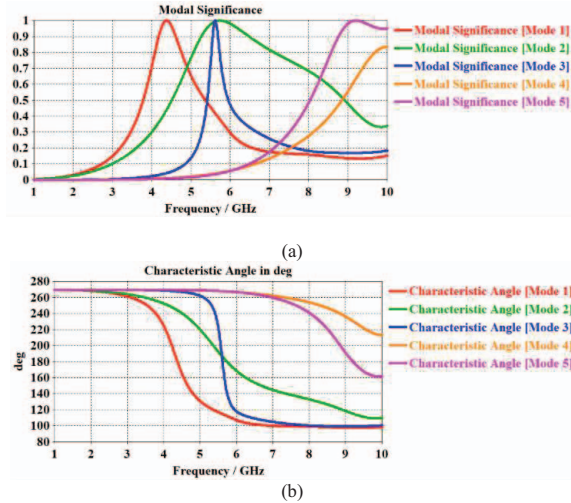 Modal Significance
1
0.9
0.8
0.7
0.6
0.5
0.4
0.3
0.2
0.1
0
1 2 3 4 5 6 7 8 9 10
Frequency / GHz
Modal Significance [Mode 1]
Modal Significance [Mode 2]
Modal Significance [Mode 3]
Modal Significance [Mode 4]
Modal Significance [Mode 5]
(a)
Characteristic Angle in deg
280
260
240
220
200
180
160
140
120
100
80
deg
1 2 3 4 5 6 7 8 9 10
Frequency / GHz
Characteristic Angle [Mode 1]
Characteristic Angle [Mode 2]
Characteristic Angle [Mode 3]
Characteristic Angle [Mode 4]
Characteristic Angle [Mode 5]
(b)